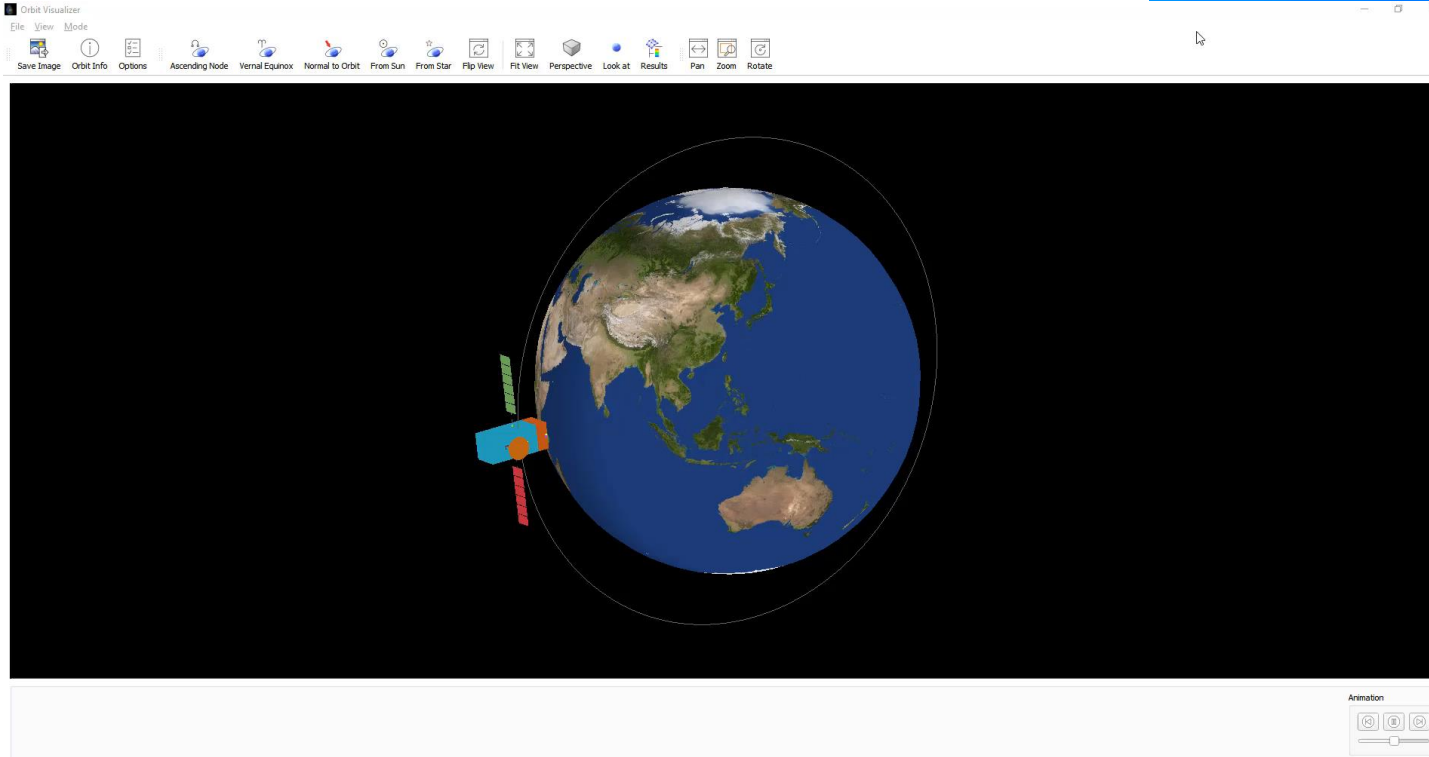 Orbit Visualizer
File View Mode
Save Image Orbit Info Options Ascending Node Vernal Equinox Normal to Orbit From Sun From Star Flip View Fit View Perspective Look at Results Pan Zoom Rotate
Animation